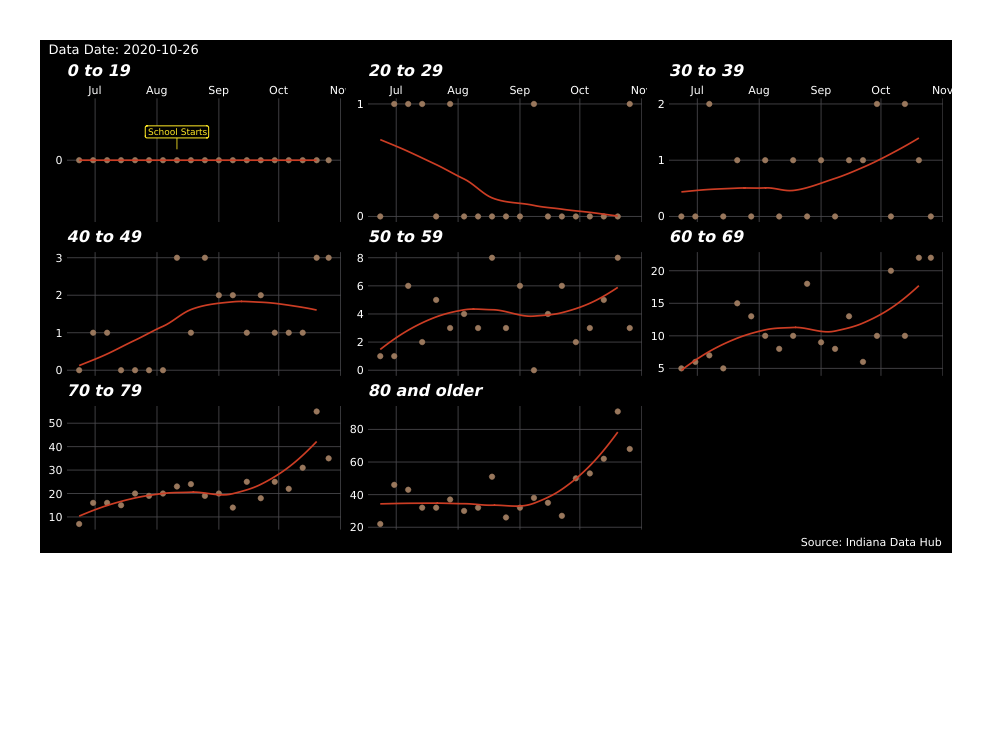 Data Date: 2020-10-26
0 to 19
Jul Aug Sep Oct No
School Starts
0
20 to 29
Jul Aug Sep Oct No
1
0
30 to 39
Jul Aug Sep Oct Nov
2
1
0
40 to 49
3
2
1
0
50 to 59
8
6
4
2
0
60 to 69
20
15
10
5
70 to 79
50
40
30
20
10
80 and older
80
60
40
20
Source: Indiana Data Hub